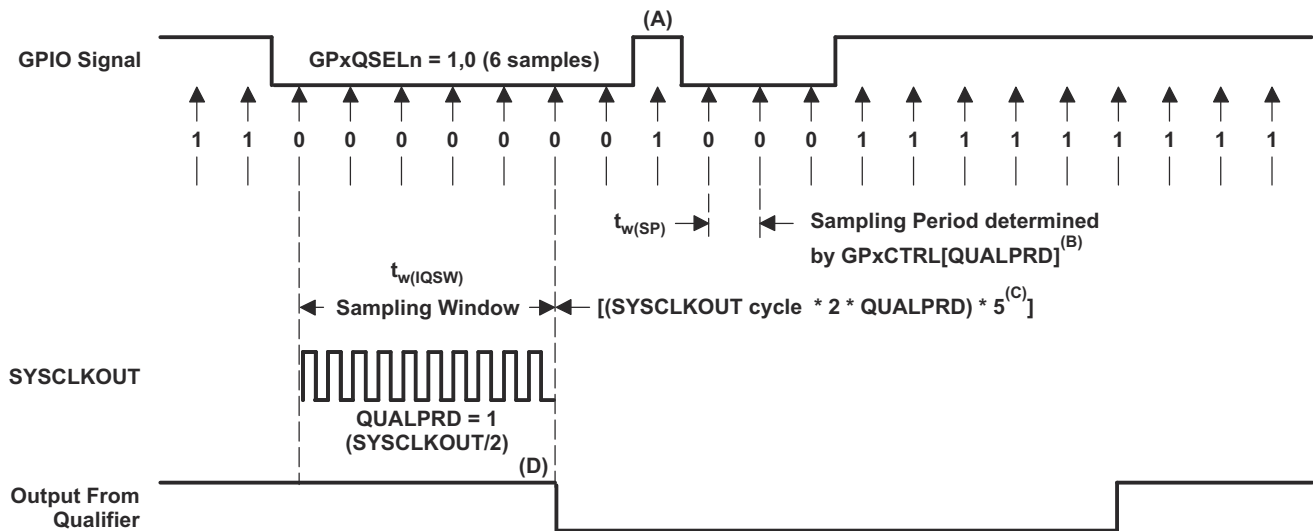 (A)
GPIO Signal
GPxQSELn = 1,0 (6 samples)
1 1 0 0 0 0 0 0 0 1 0 0 0 1 1 1 1 1 1 1 1 1
tw(SP)
Sampling Period determined
by GPxCTRL[QUALPRD](B)
tw(IQSW)
Sampling Window
[(SYSCLKOUT cycle * 2 * QUALPRD) * 5(C)]
SYSCLKOUT
QUALPRD = 1
(SYSCLKOUT/2)
(D)
Output From
Qualifier